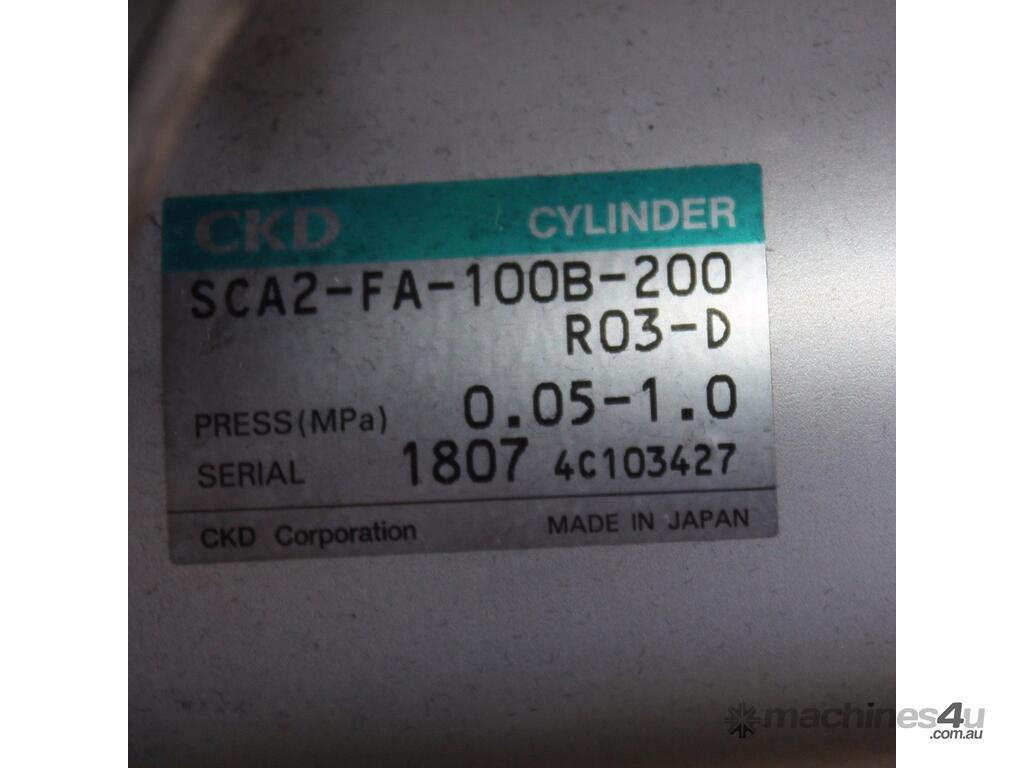 CKD CYLINDER
SCA2-FA-100B-200
R03-D
PRESS(MPa) 0.05-1.0
SERIAL 1807 4C103427
CKD Corporation MADE IN JAPAN
machines4u
.com.au